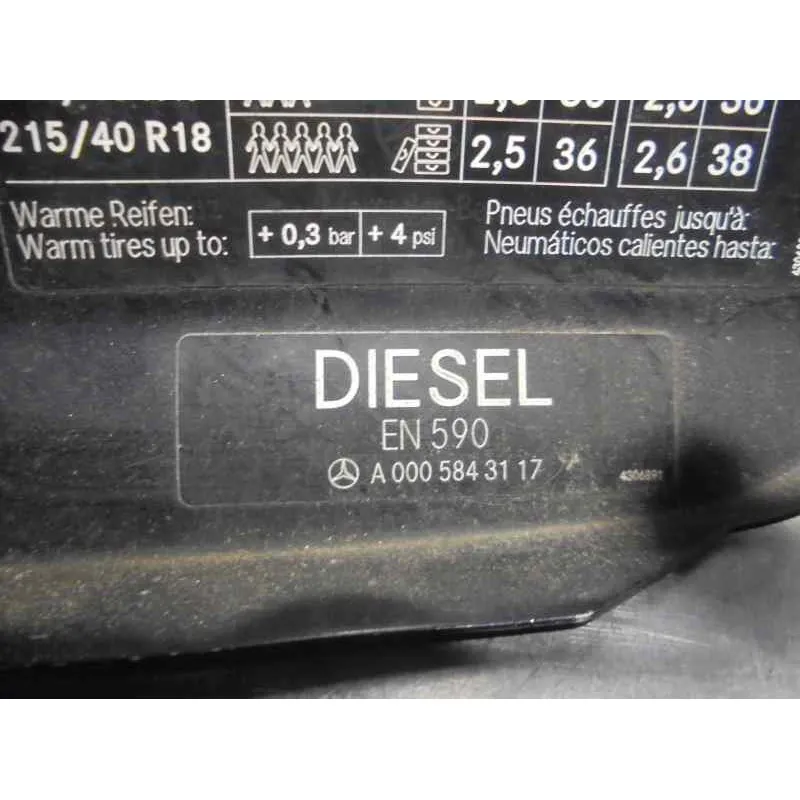 215/40 R18 2,5 36 2,6 38
Warme Reifen:
Warm tires up to:
+ 0,3 bar + 4 psi
Pneus échauffes jusqu'à:
Neumáticos calientes hasta:
DIESEL
EN 590
A 000 584 31 17
4306891